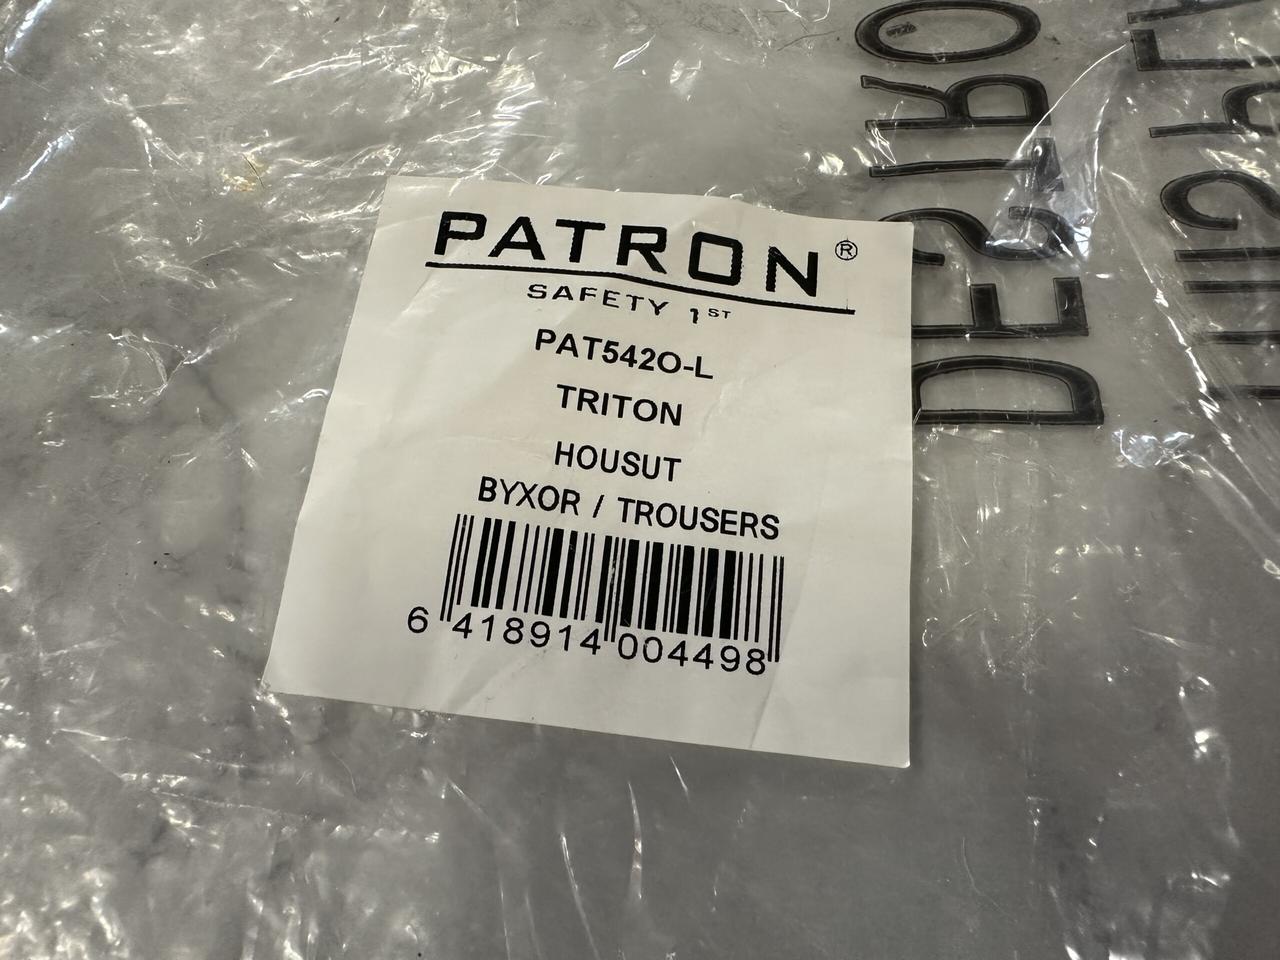 PATRON®
SAFETY 1ST
PAT542O-L
TRITON
HOUSUT
BYXOR / TROUSERS
6 418914 004498